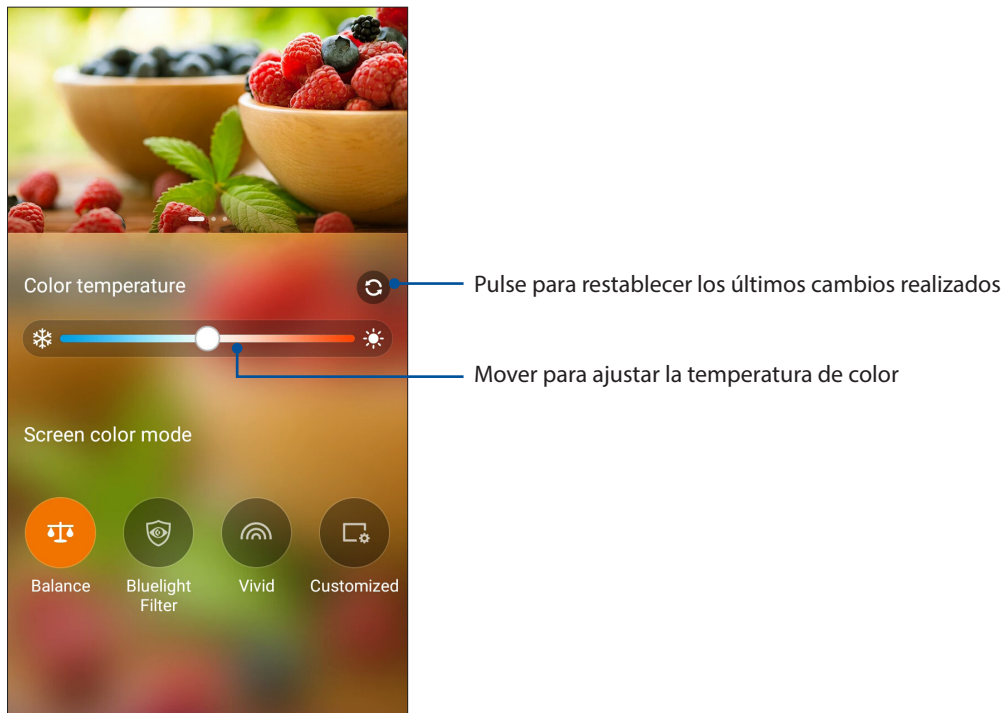 Color temperature
Pulse para restablecer los últimos cambios realizados
Mover para ajustar la temperatura de color
Screen color mode
Balance
Bluelight
Filter
Vivid
Customized